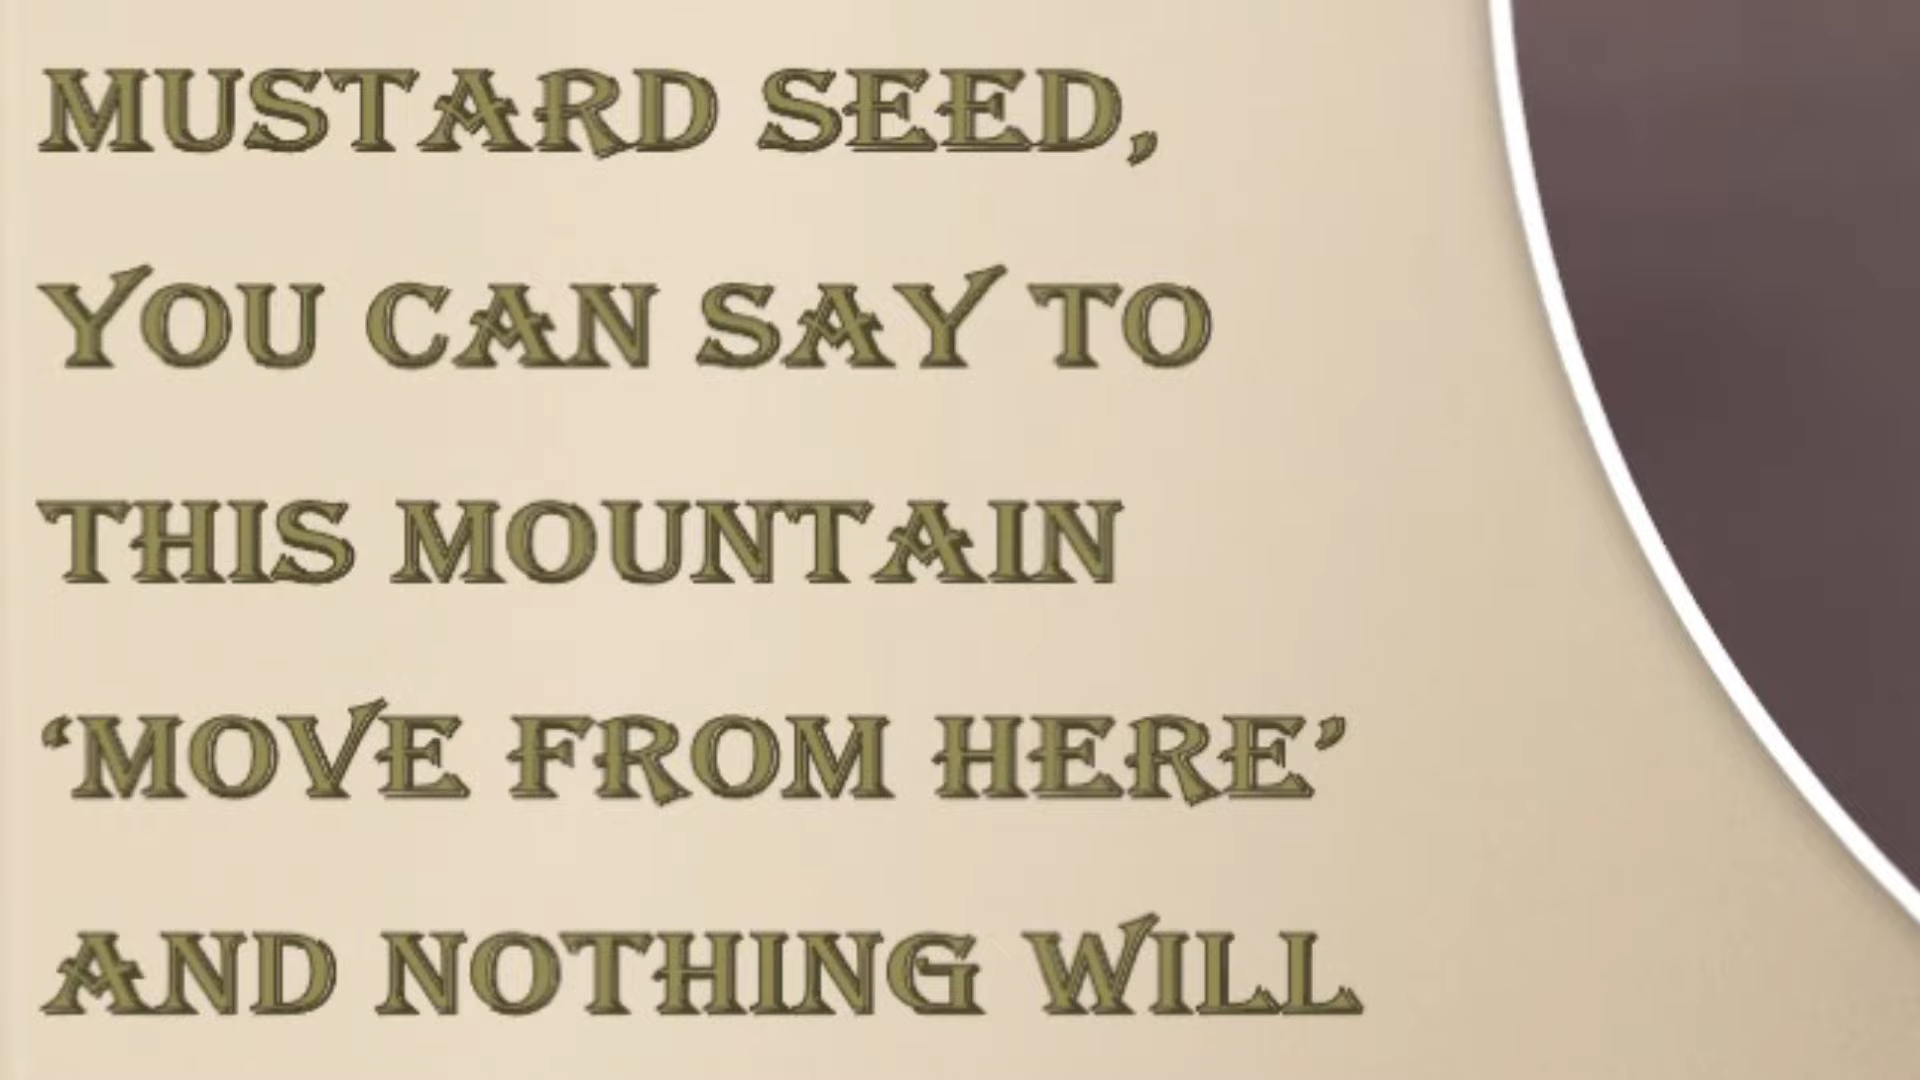 MUSTARD SEED,
YOU CAN SAY TO
THIS MOUNTAIN
‘MOVE FROM HERE’
AND NOTHING WILL